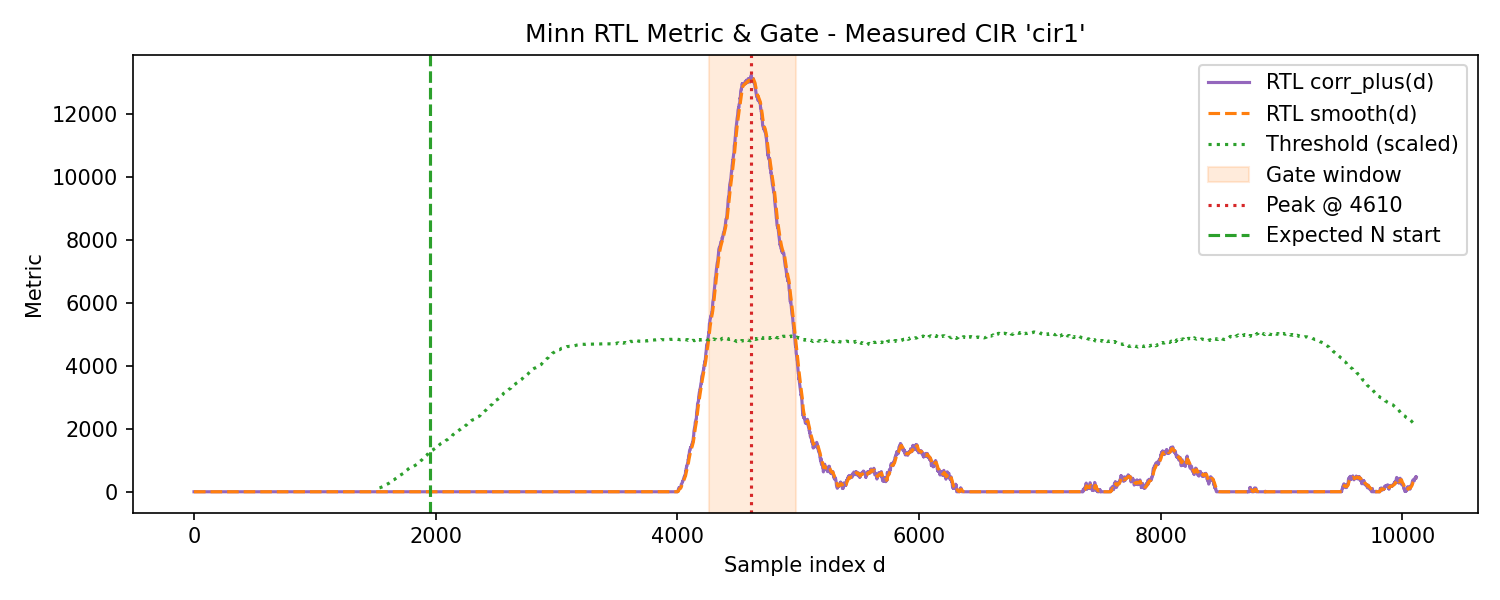 Minn RTL Metric & Gate - Measured CIR 'cir1'
Metric
12000
10000
8000
6000
4000
2000
0
RTL corr_plus(d)
RTL smooth(d)
Threshold (scaled)
Gate window
Peak @ 4610
Expected N start
0 2000 4000 6000 8000 10000
Sample index d